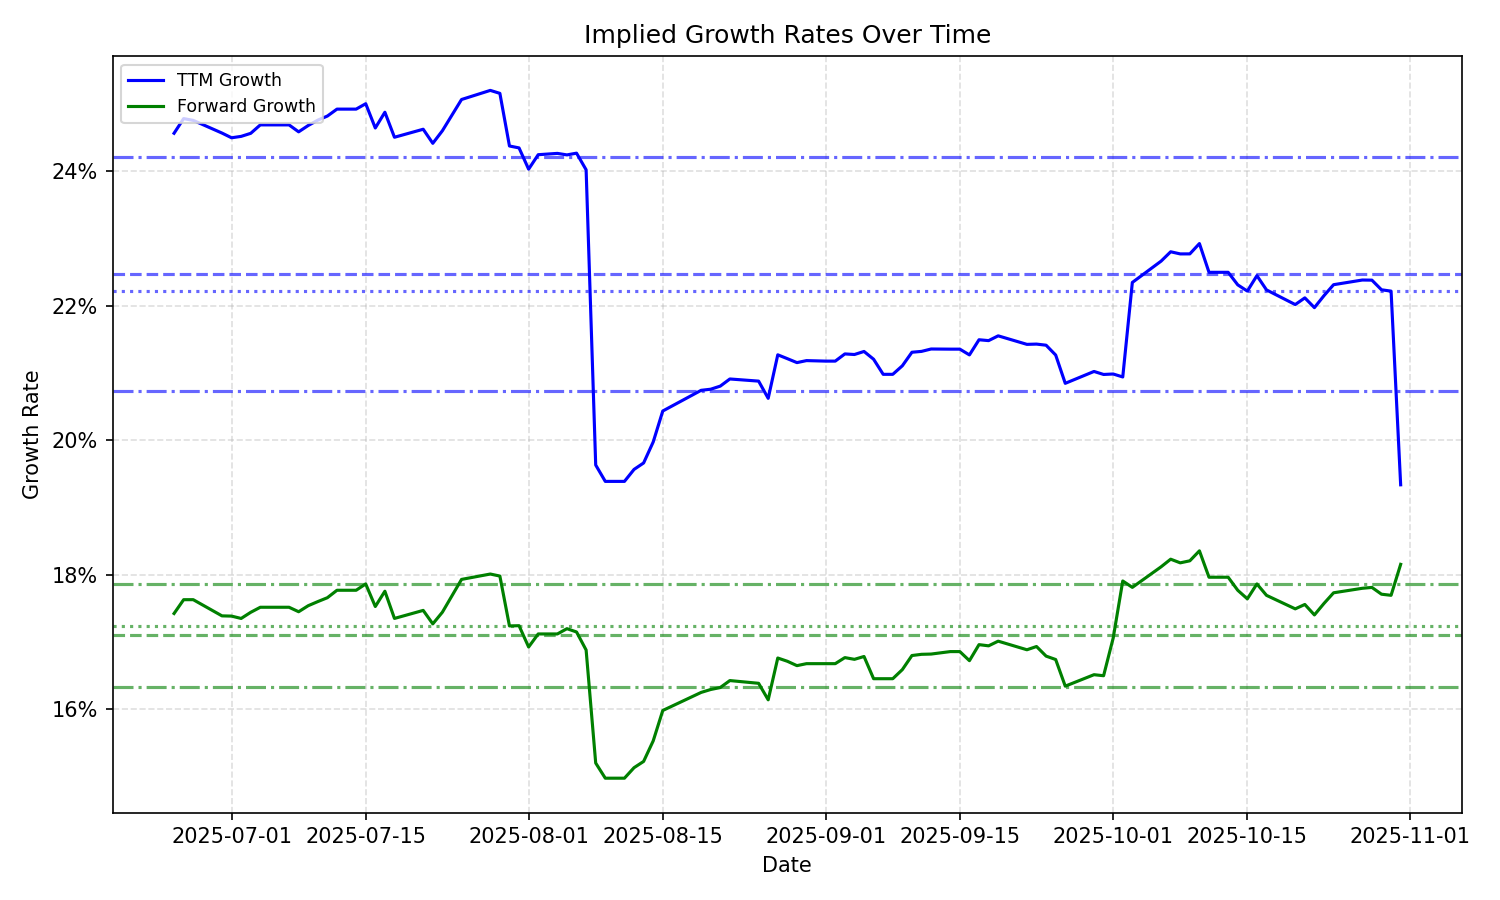 Implied Growth Rates Over Time
TTM Growth
Forward Growth
24%
22%
20%
18%
16%
Growth Rate
2025-07-01 2025-07-15 2025-08-01 2025-08-15 2025-09-01 2025-09-15 2025-10-01 2025-10-15 2025-11-01
Date